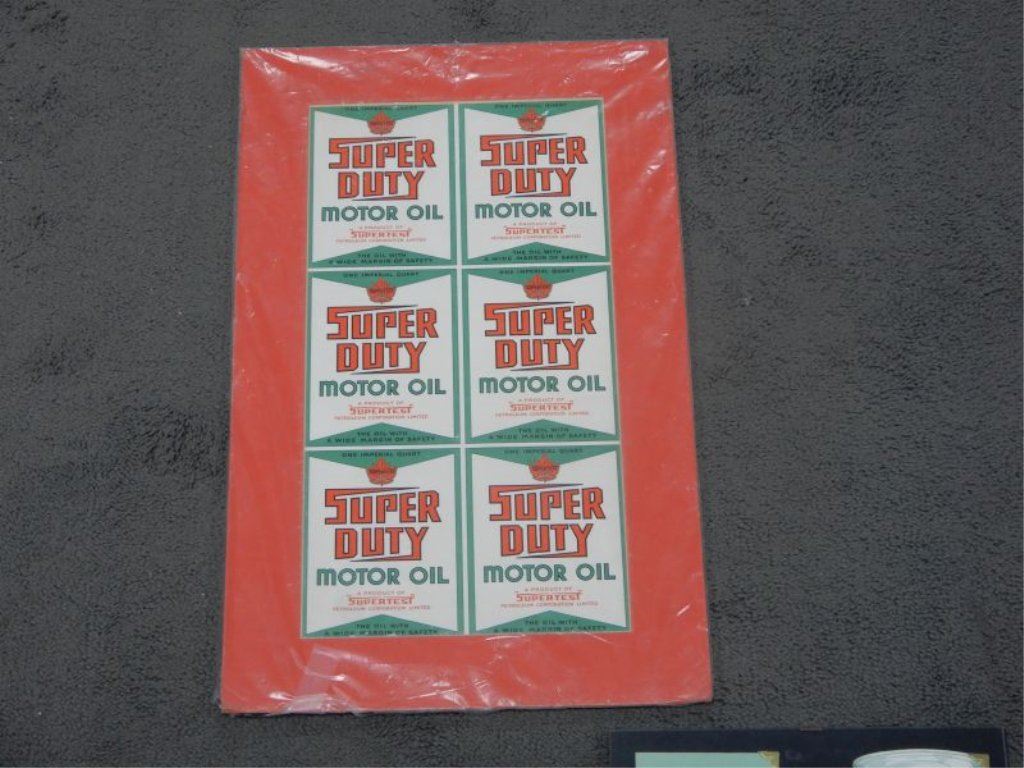 ONE IMPERIAL QUART
SUPER
DUTY
MOTOR OIL
A PRODUCT OF
SUPERTEST
PETROLEUM CORPORATION LIMITED
THE OIL WITH
A WIDE MARGIN OF SAFETY
ONE IMPERIAL QUART
SUPER
DUTY
MOTOR OIL
A PRODUCT OF
SUPERTEST
PETROLEUM CORPORATION LIMITED
THE OIL WITH
A WIDE MARGIN OF SAFETY
ONE IMPERIAL QUART
SUPER
DUTY
MOTOR OIL
A PRODUCT OF
SUPERTEST
PETROLEUM CORPORATION LIMITED
THE OIL WITH
A WIDE MARGIN OF SAFETY
ONE IMPERIAL QUART
SUPER
DUTY
MOTOR OIL
A PRODUCT OF
SUPERTEST
PETROLEUM CORPORATION LIMITED
THE OIL WITH
A WIDE MARGIN OF SAFETY
ONE IMPERIAL QUART
SUPER
DUTY
MOTOR OIL
A PRODUCT OF
SUPERTEST
PETROLEUM CORPORATION LIMITED
THE OIL WITH
A WIDE MARGIN OF SAFETY
ONE IMPERIAL QUART
SUPER
DUTY
MOTOR OIL
A PRODUCT OF
SUPERTEST
PETROLEUM CORPORATION LIMITED
THE OIL WITH
A WIDE MARGIN OF SAFETY